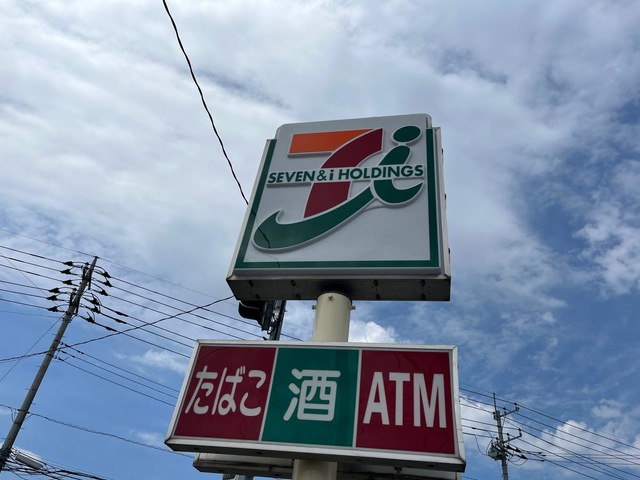 SEVEN & i HOLDINGS
たばこ 酒 ATM